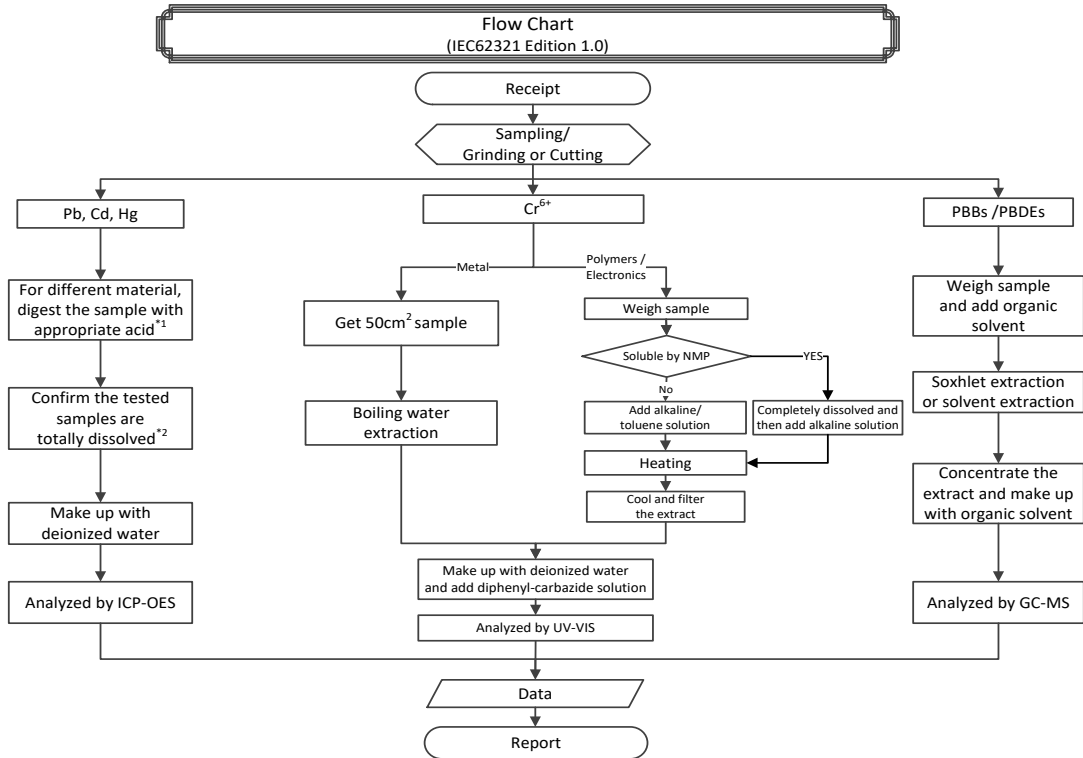 Flow Chart
(IEC62321 Edition 1.0)
Receipt
Sampling/
Grinding or Cutting
Pb, Cd, Hg
Cr⁶⁺
PBBs /PBDEs
For different material,
digest the sample with
appropriate acid*¹
Confirm the tested
samples are
totally dissolved*²
Make up with
deionized water
Analyzed by ICP-OES
Metal
Get 50cm² sample
Boiling water
extraction
Polymers /
Electronics
Weigh sample
Soluble by NMP
YES
No
Add alkaline/
toluene solution
Completely dissolved and
then add alkaline solution
Heating
Cool and filter
the extract
Make up with deionized water
and add diphenyl-carbazide solution
Analyzed by UV-VIS
Weigh sample
and add organic
solvent
Soxhlet extraction
or solvent extraction
Concentrate the
extract and make up
with organic solvent
Analyzed by GC-MS
Data
Report